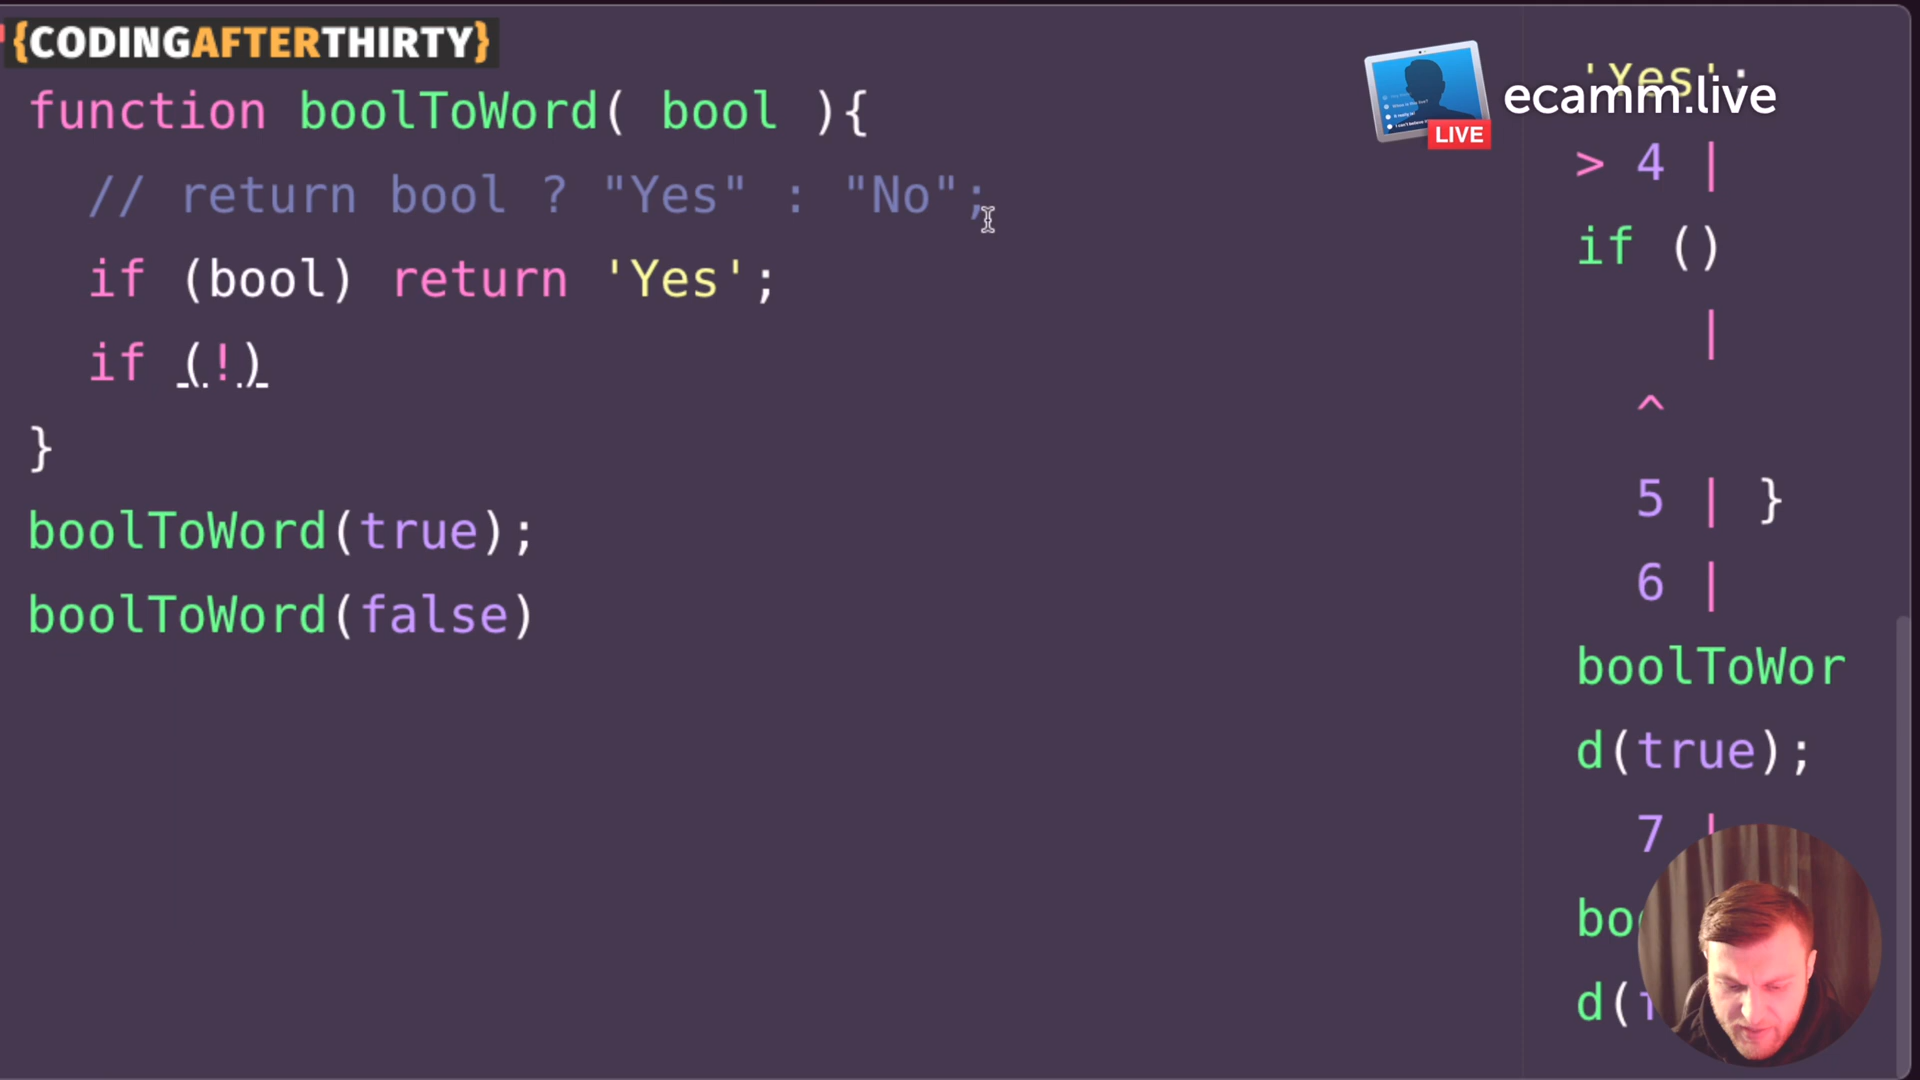 {CODINGAFTERTHIRTY}
function boolToWord( bool ){
// return bool ? "Yes" : "No";
if (bool) return 'Yes';
if (!)
}
boolToWord(true);
boolToWord(false)
ecamm.live
LIVE
'Yes';
> 4 |
if ()
|
^
5 | }
6 |
boolToWor
d(true);
7 |
bo
d(